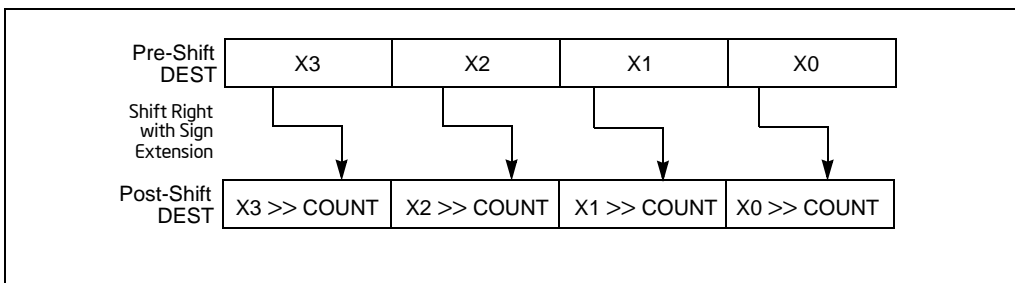 Pre-Shift
DEST
X3 X2 X1 X0
Shift Right
with Sign
Extension
Post-Shift
DEST
X3 >> COUNT X2 >> COUNT X1 >> COUNT X0 >> COUNT